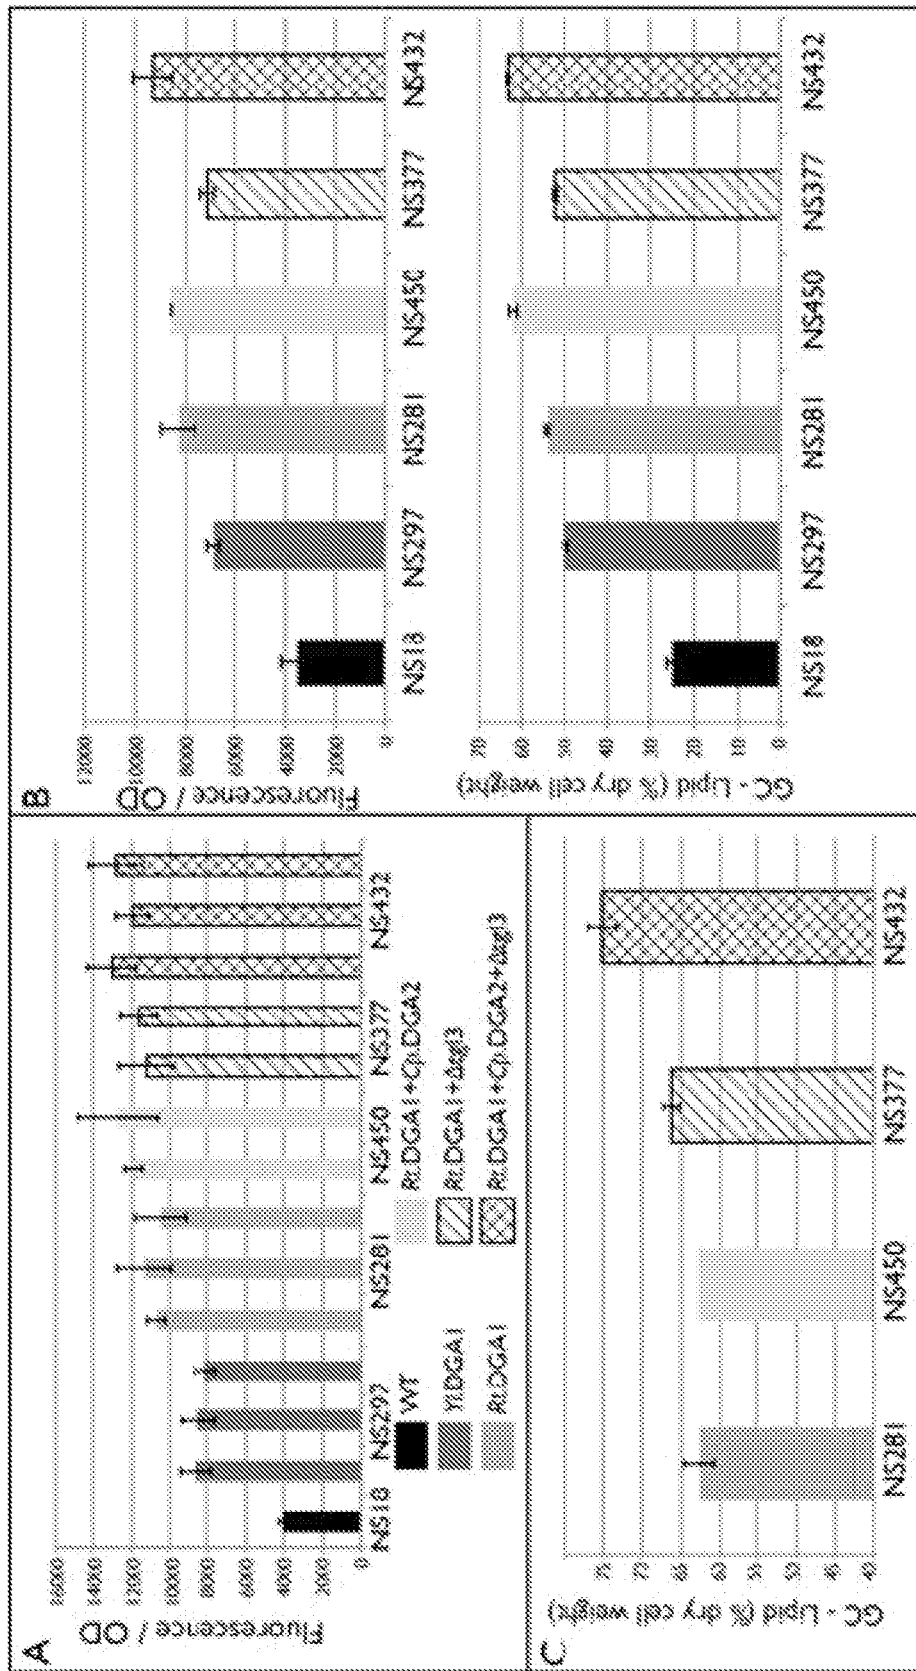 A
Fluorescence / OD
16000
14000
12000
10000
8000
6000
4000
2000
0
NS18 NS297 NS281 NS450 NS377 NS432
WT
Yl.DGA1
Rt.DGA1
Rt.DGA1+Cp.DGA2
Rt.DGA1+Δtgl3
Rt.DGA1+Cp.DGA2+Δtgl3
B
Fluorescence / OD
12000
10000
8000
6000
4000
2000
0
NS18 NS297 NS281 NS450 NS377 NS432
GC - Lipid (% dry cell weight)
70
60
50
40
30
20
10
0
NS18 NS297 NS281 NS450 NS377 NS432
C
GC - Lipid (% dry cell weight)
75
70
65
60
55
50
45
40
NS281 NS450 NS377 NS432